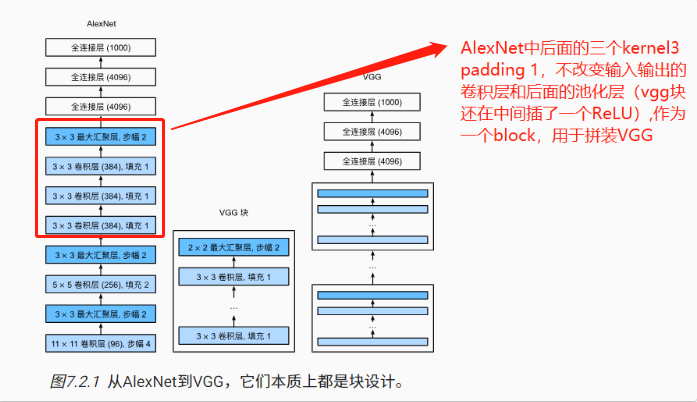 AlexNet
全连接层 (1000)
全连接层 (4096)
全连接层 (4096)
3 × 3 最大汇聚层, 步幅 2
3 × 3 卷积层 (384), 填充 1
3 × 3 卷积层 (384), 填充 1
3 × 3 卷积层 (384), 填充 1
3 × 3 最大汇聚层, 步幅 2
5 × 5 卷积层 (256), 填充 2
3 × 3 最大汇聚层, 步幅 2
11 × 11 卷积层 (96), 步幅 4
VGG 块
2 × 2 最大汇聚层, 步幅 2
3 × 3 卷积层, 填充 1
...
3 × 3 卷积层, 填充 1
VGG
全连接层 (1000)
全连接层 (4096)
全连接层 (4096)
...
...
...
AlexNet中后面的三个kernel3
padding 1，不改变输入输出的
卷积层和后面的池化层（vgg块
还在中间插了一个ReLU）,作为
一个block，用于拼装VGG
图7.2.1 从AlexNet到VGG，它们本质上都是块设计。